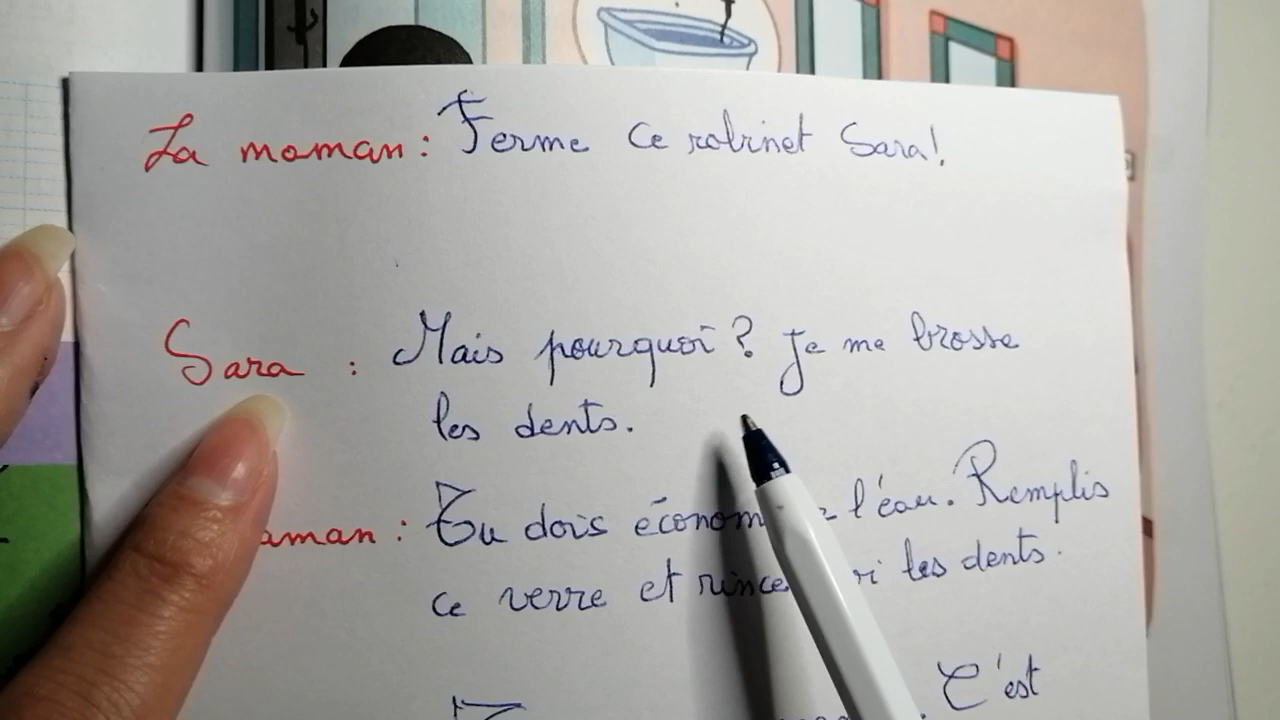 La maman : Ferme ce robinet Sara!
Sara : Mais pourquoi ? Je me brosse
les dents.
aman : Tu dois économ l'eau. Remplis
ce verre et rince les dents.
C'est